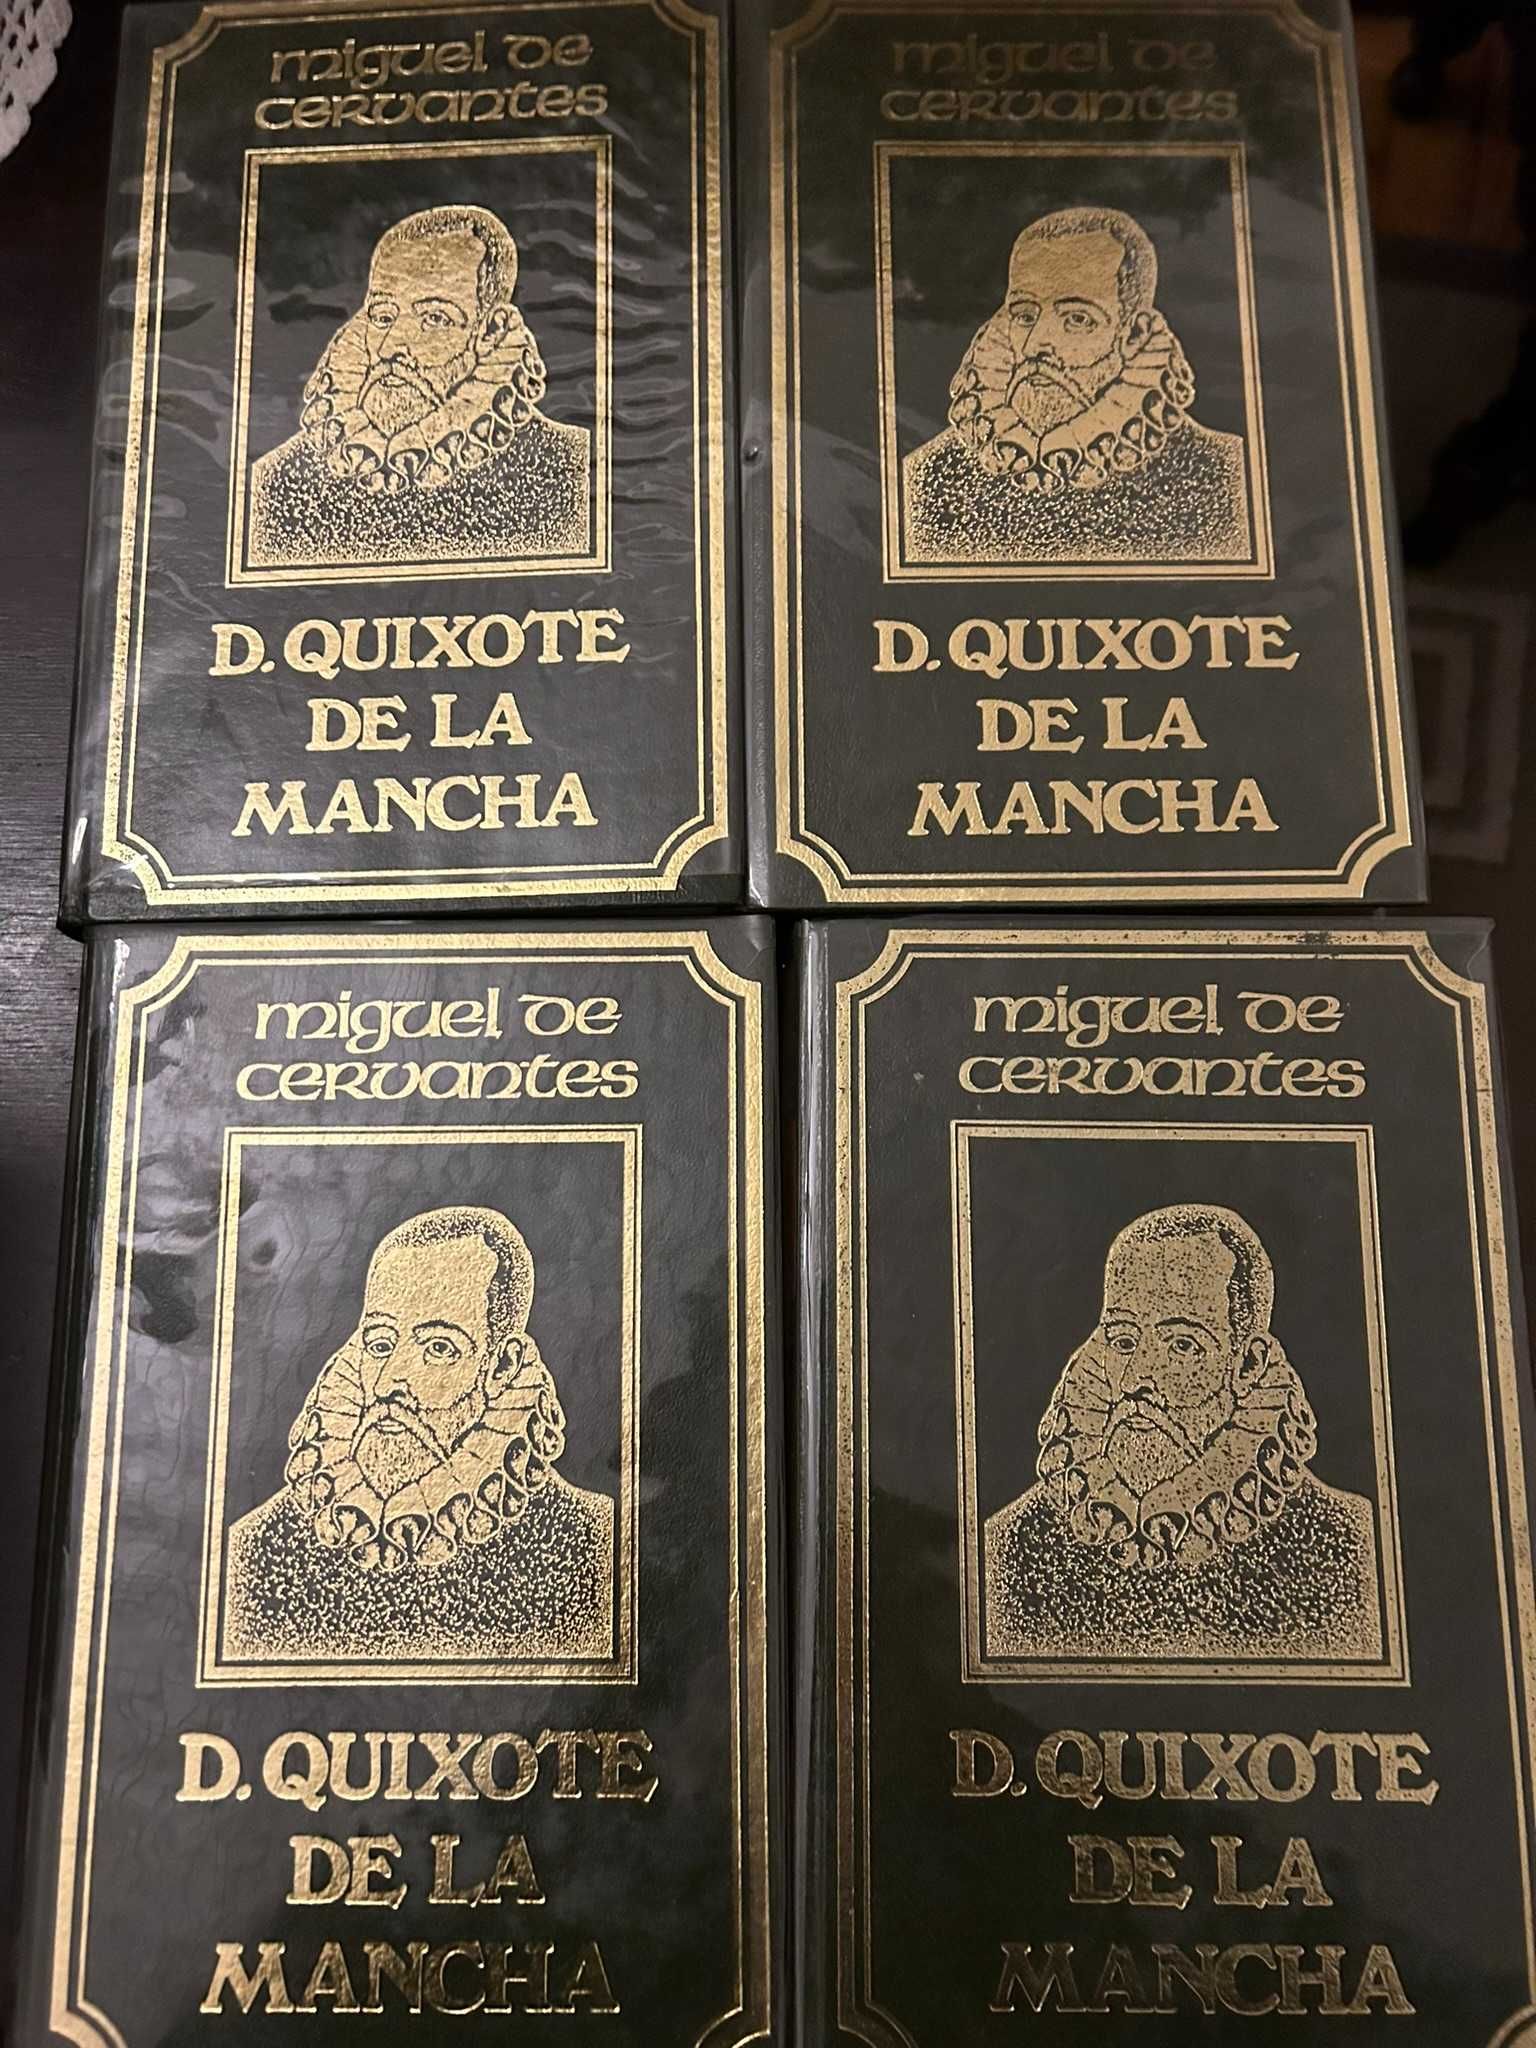 miguel de
cervantes
D. QUIXOTE
DE LA
MANCHA
miguel de
cervantes
D. QUIXOTE
DE LA
MANCHA
miguel de
cervantes
D. QUIXOTE
DE LA
MANCHA
miguel de
cervantes
D. QUIXOTE
DE LA
MANCHA